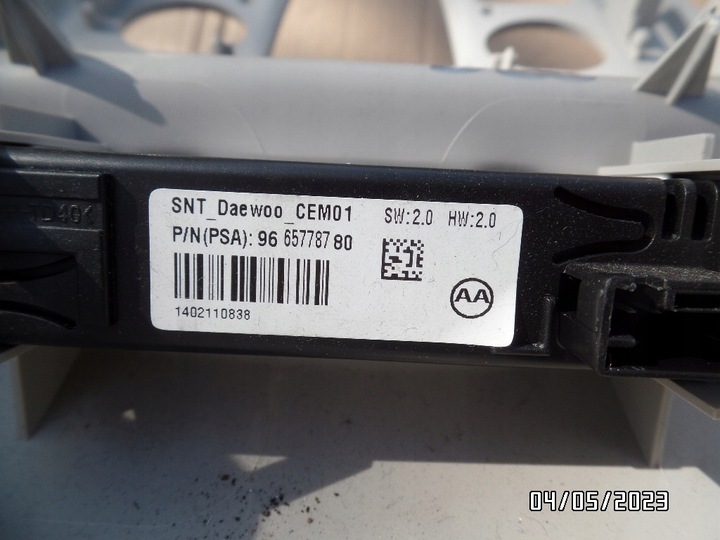 SNT_Daewoo_CEM01 SW:2.0 HW:2.0
P/N(PSA): 96 657787 80
AA
1402110838
04/05/2023